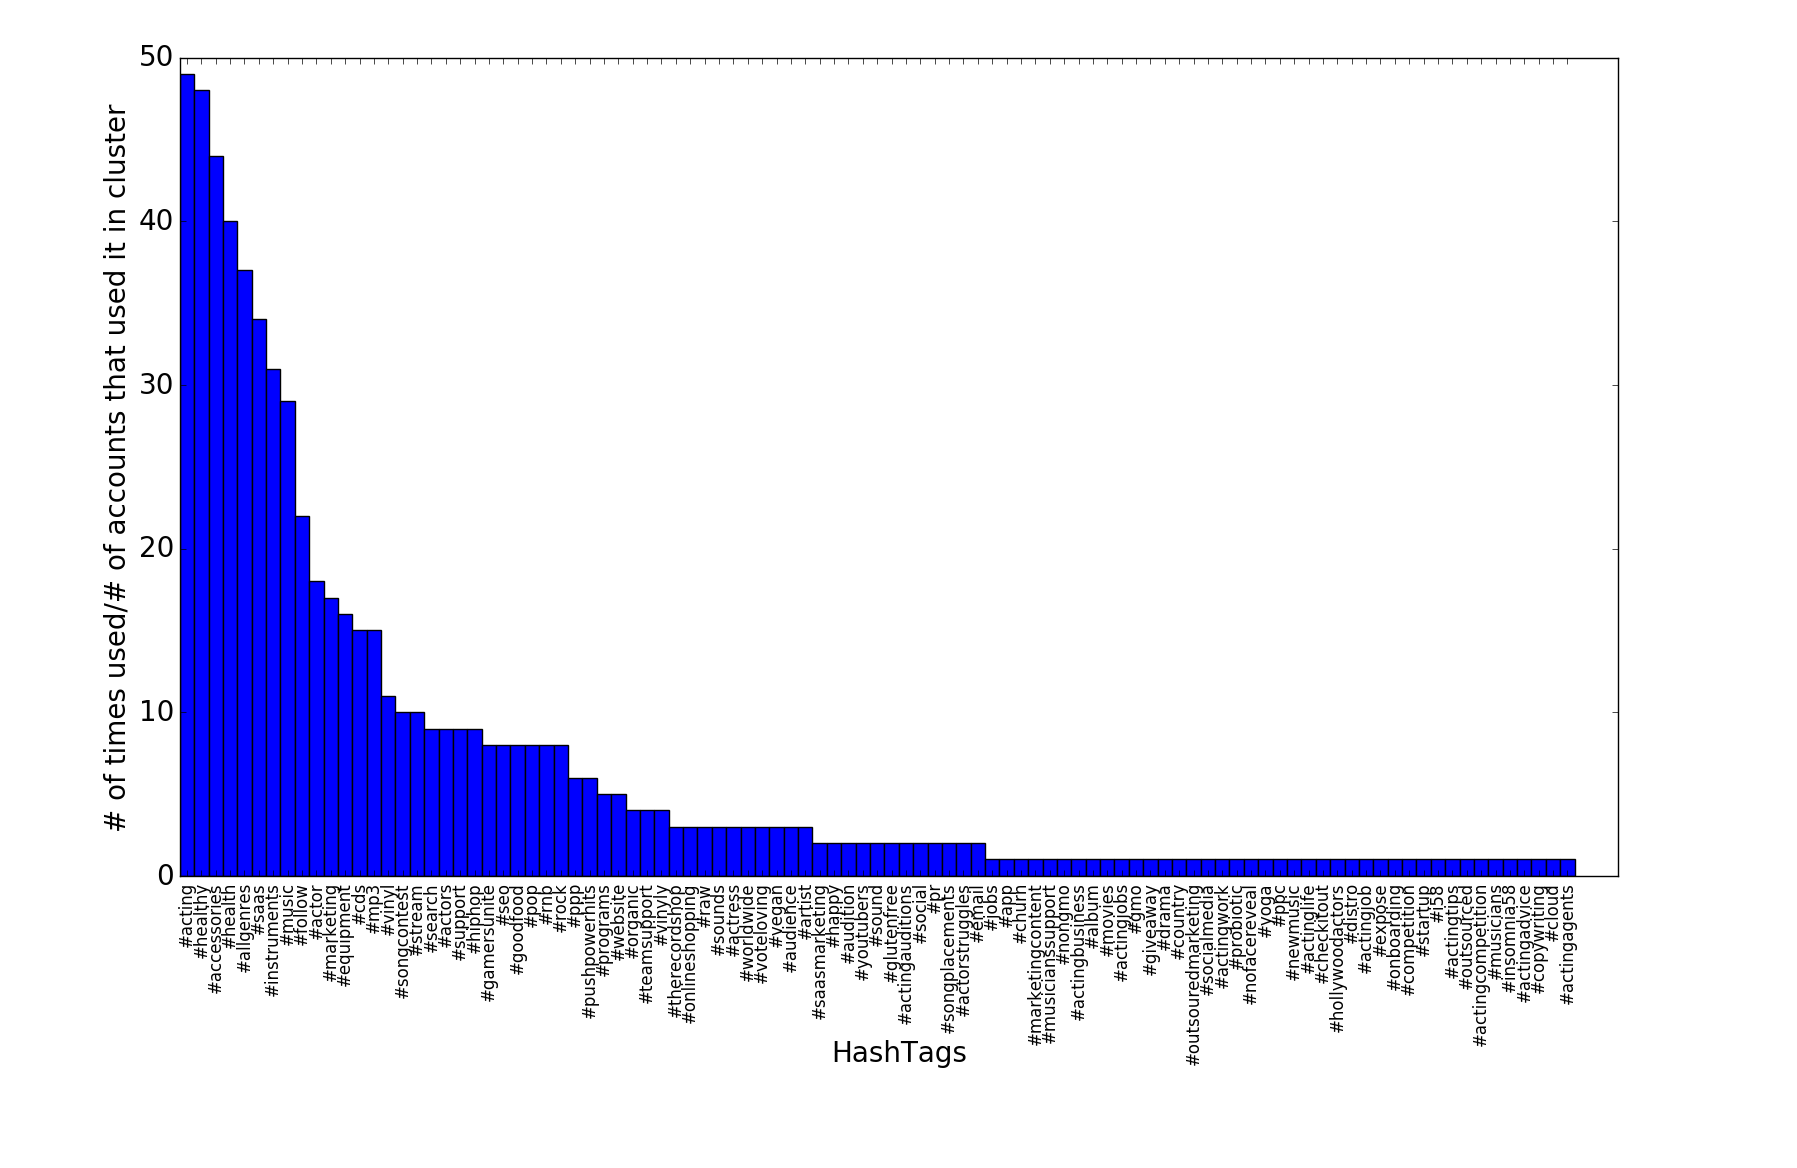 50
40
30
20
10
0
# of times used/# of accounts that used it in cluster
#acting
#healthy
#accessories
#health
#allgenres
#saas
#instruments
#music
#follow
#actor
#marketing
#equipment
#cds
#mp3
#vinyl
#songcontest
#stream
#search
#actors
#support
#hiphop
#gamersunite
#seo
#goodfood
#pop
#rnb
#rock
#ppp
#pushpowerhits
#programs
#website
#organic
#teamsupport
#vinyly
#therecordshop
#onlineshopping
#raw
#sounds
#actress
#worldwide
#voteloving
#vegan
#audience
#artist
#saasmarketing
#happy
#audition
#youtubers
#sound
#glutenfree
#actingauditions
#social
#pr
#songplacements
#actorstruggles
#email
#jobs
#app
#churn
#marketingcontent
#musicianssupport
#nongmo
#actingbusiness
#album
#movies
#actingjobs
#gmo
#giveaway
#drama
#country
#outsouredmarketing
#socialmedia
#actingwork
#probiotic
#nofacereveal
#yoga
#ppc
#newmusic
#actinglife
#checkitout
#hollywoodactors
#distro
#actingjob
#expose
#onboarding
#competition
#startup
#i58
#actingtips
#outsourced
#actingcompetition
#musicians
#insomnia58
#actingadvice
#copywriting
#cloud
#actingagents
HashTags